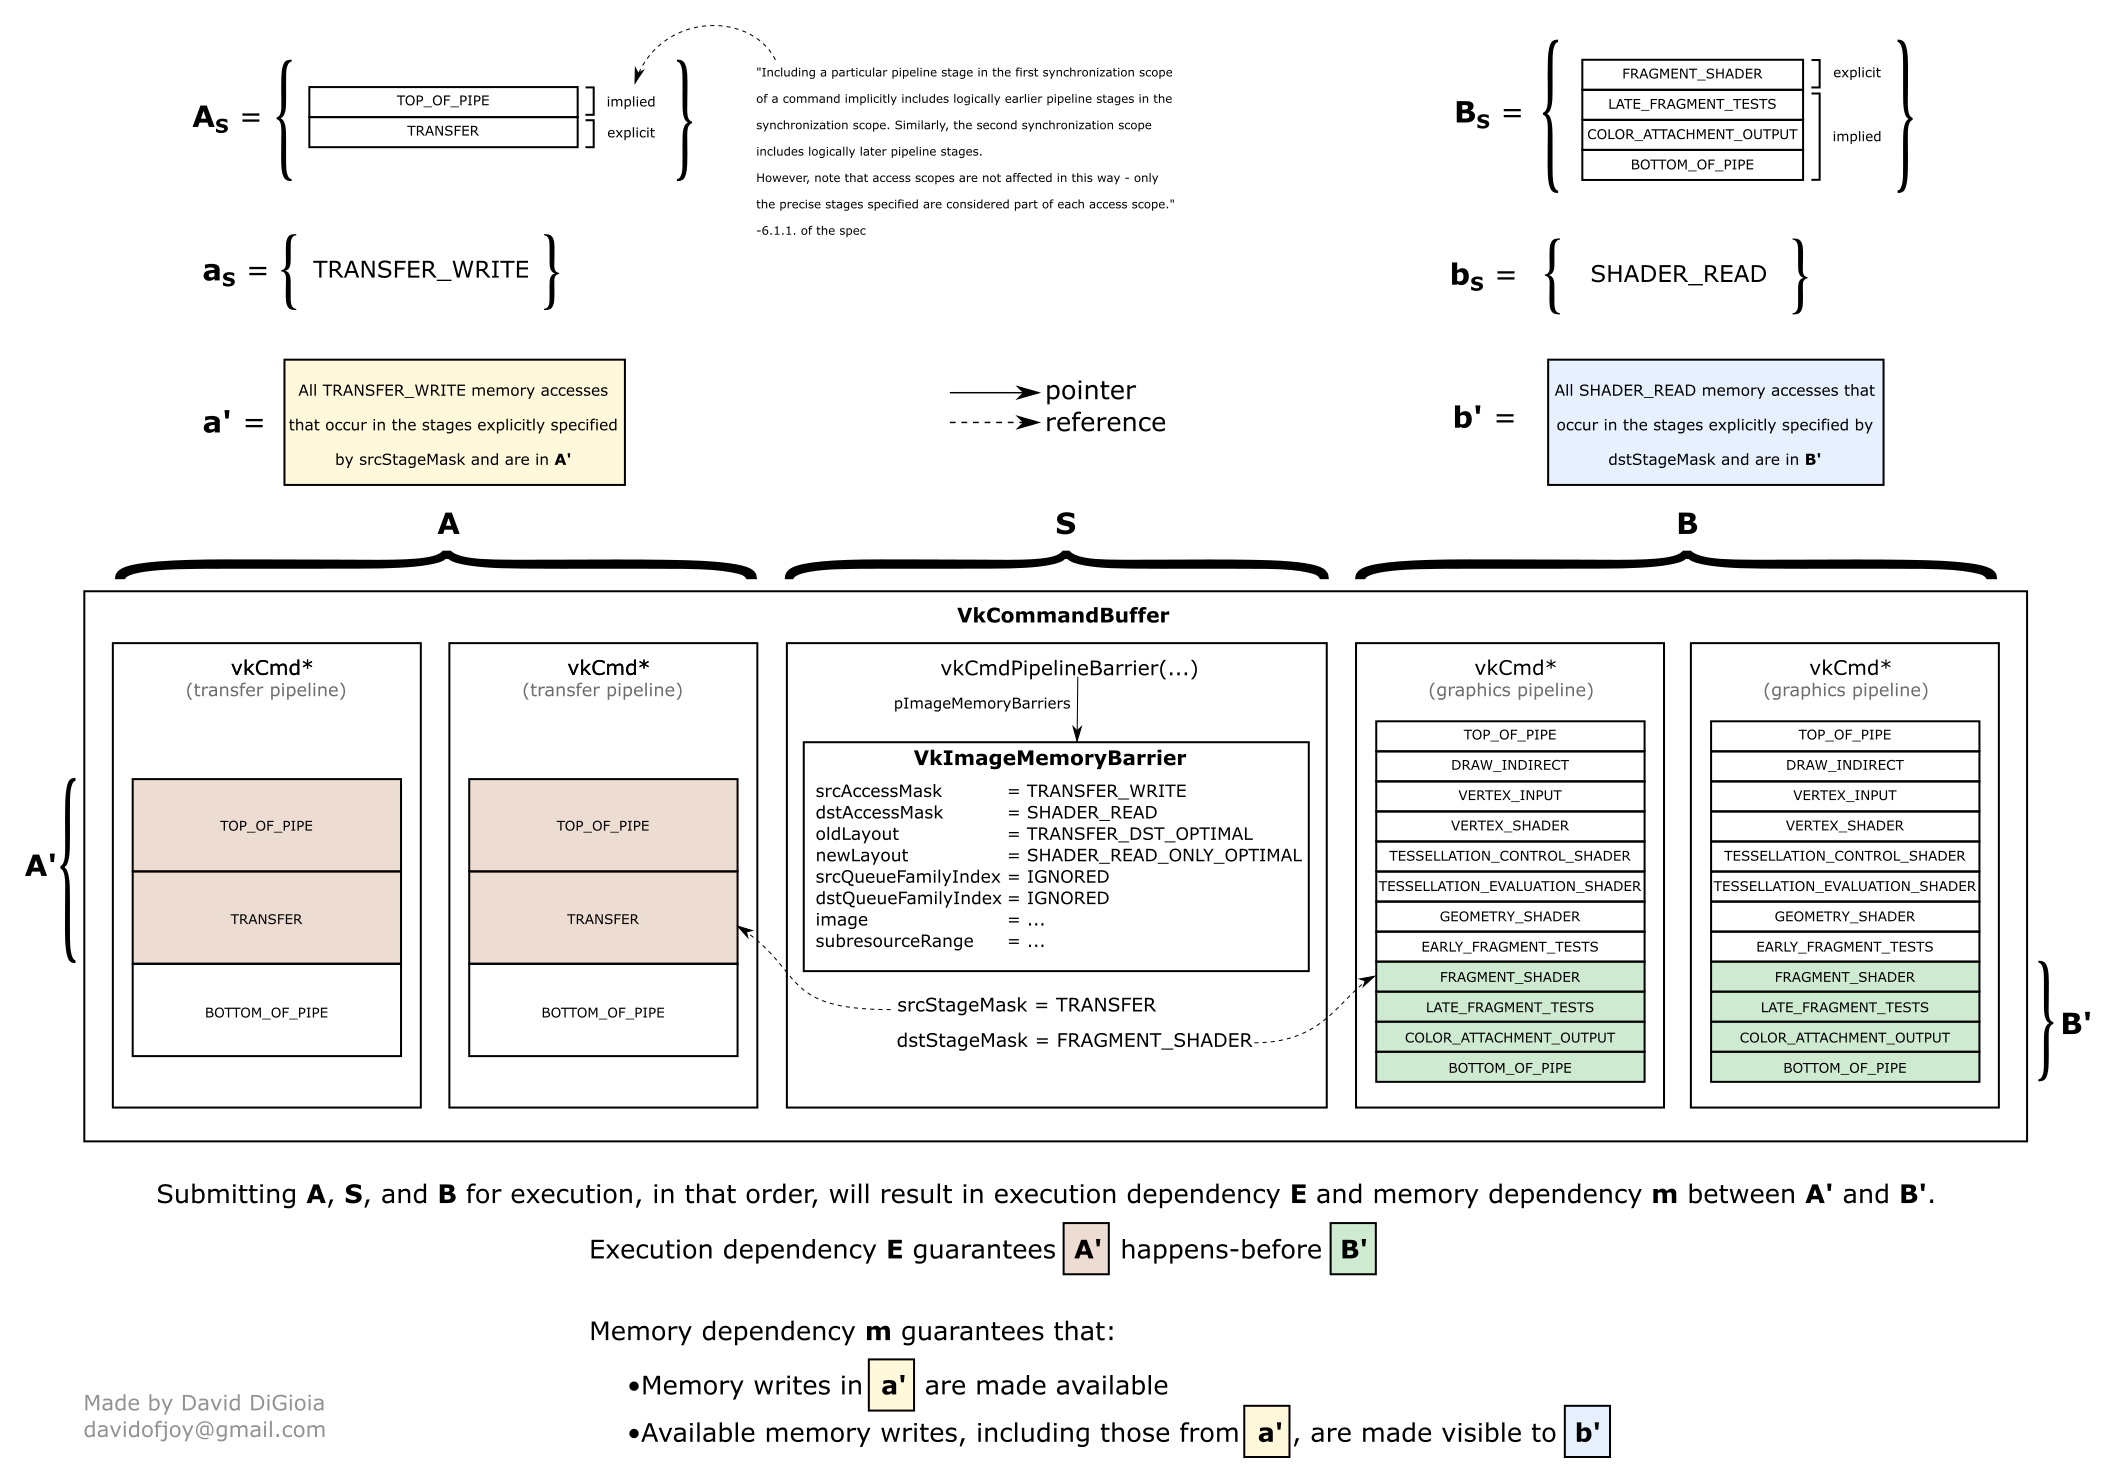 A_S =
TOP_OF_PIPE
TRANSFER
implied
explicit
"Including a particular pipeline stage in the first synchronization scope
of a command implicitly includes logically earlier pipeline stages in the
synchronization scope. Similarly, the second synchronization scope
includes logically later pipeline stages.
However, note that access scopes are not affected in this way - only
the precise stages specified are considered part of each access scope."
-6.1.1. of the spec
B_S =
FRAGMENT_SHADER
LATE_FRAGMENT_TESTS
COLOR_ATTACHMENT_OUTPUT
BOTTOM_OF_PIPE
explicit
implied
a_S = { TRANSFER_WRITE }
b_S = { SHADER_READ }
a' =
All TRANSFER_WRITE memory accesses
that occur in the stages explicitly specified
by srcStageMask and are in A'
pointer
reference
b' =
All SHADER_READ memory accesses that
occur in the stages explicitly specified by
dstStageMask and are in B'
A
S
B
VkCommandBuffer
A'
vkCmd*
(transfer pipeline)
TOP_OF_PIPE
TRANSFER
BOTTOM_OF_PIPE
vkCmd*
(transfer pipeline)
TOP_OF_PIPE
TRANSFER
BOTTOM_OF_PIPE
vkCmdPipelineBarrier(...)
pImageMemoryBarriers
VkImageMemoryBarrier
srcAccessMask = TRANSFER_WRITE
dstAccessMask = SHADER_READ
oldLayout = TRANSFER_DST_OPTIMAL
newLayout = SHADER_READ_ONLY_OPTIMAL
srcQueueFamilyIndex = IGNORED
dstQueueFamilyIndex = IGNORED
image = ...
subresourceRange = ...
srcStageMask = TRANSFER
dstStageMask = FRAGMENT_SHADER
vkCmd*
(graphics pipeline)
TOP_OF_PIPE
DRAW_INDIRECT
VERTEX_INPUT
VERTEX_SHADER
TESSELLATION_CONTROL_SHADER
TESSELLATION_EVALUATION_SHADER
GEOMETRY_SHADER
EARLY_FRAGMENT_TESTS
FRAGMENT_SHADER
LATE_FRAGMENT_TESTS
COLOR_ATTACHMENT_OUTPUT
BOTTOM_OF_PIPE
vkCmd*
(graphics pipeline)
TOP_OF_PIPE
DRAW_INDIRECT
VERTEX_INPUT
VERTEX_SHADER
TESSELLATION_CONTROL_SHADER
TESSELLATION_EVALUATION_SHADER
GEOMETRY_SHADER
EARLY_FRAGMENT_TESTS
FRAGMENT_SHADER
LATE_FRAGMENT_TESTS
COLOR_ATTACHMENT_OUTPUT
BOTTOM_OF_PIPE
B'
Submitting A, S, and B for execution, in that order, will result in execution dependency E and memory dependency m between A' and B'.
Execution dependency E guarantees A' happens-before B'
Memory dependency m guarantees that:
•Memory writes in a' are made available
•Available memory writes, including those from a', are made visible to b'
Made by David DiGioia
davidofjoy@gmail.com